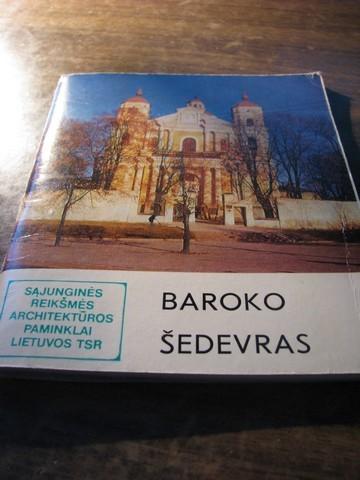 SĄJUNGINĖS
REIKŠMĖS
ARCHITEKTŪROS
PAMINKLAI
LIETUVOS TSR
BAROKO
ŠEDEVRAS